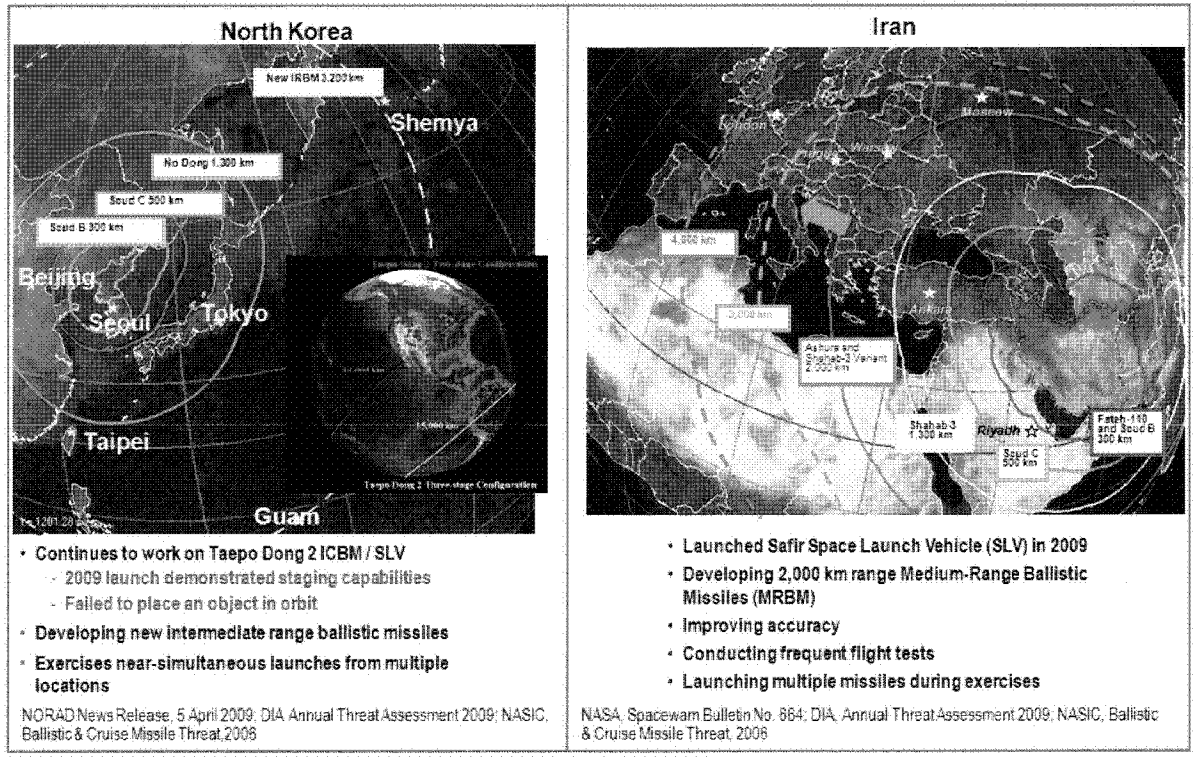 North Korea
New IRBM 3,200 km
Shemya
No Dong 1,300 km
Scud C 500 km
Scud B 300 km
Beijing
Seoul
Tokyo
Taipei
Guam
15,000 km
Taepo Dong 2 Three-stage Configuration
• Continues to work on Taepo Dong 2 ICBM / SLV
- 2009 launch demonstrated staging capabilities
- Failed to place an object in orbit
• Developing new intermediate range ballistic missiles
• Exercises near-simultaneous launches from multiple
locations
NORAD News Release, 5 April 2009; DIA Annual Threat Assessment 2009; NASIC,
Ballistic & Cruise Missile Threat, 2006
Iran
London
Moscow
Warsaw
4,000 km
3,000 km
Ankara
Ashura and
Shahab-3 Variant
2,000 km
Shahab-3
1,300 km
Riyadh
Scud C
500 km
Fateh-110
and Scud B
300 km
• Launched Safir Space Launch Vehicle (SLV) in 2009
• Developing 2,000 km range Medium-Range Ballistic
Missiles (MRBM)
• Improving accuracy
• Conducting frequent flight tests
• Launching multiple missiles during exercises
NASA, Spacewarn Bulletin No. 664; DIA, Annual Threat Assessment 2009; NASIC, Ballistic
& Cruise Missile Threat, 2006